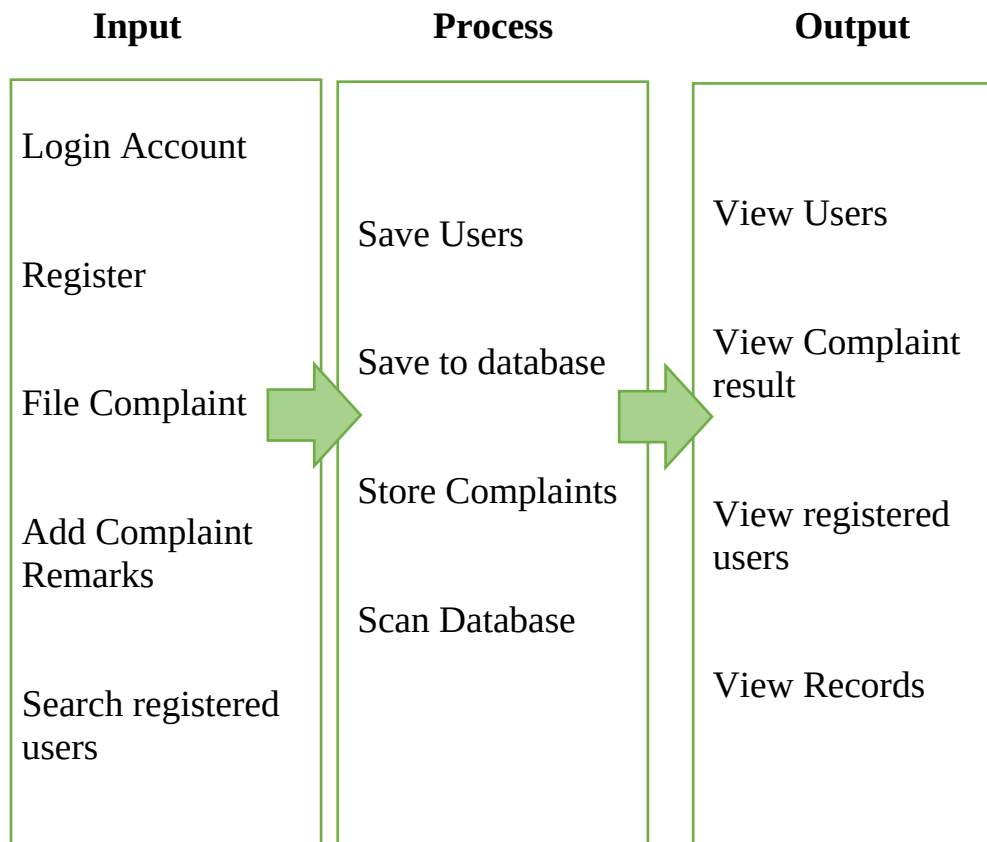 Input
Process
Output
Login Account
Register
File Complaint
Add Complaint
Remarks
Search registered
users
Save Users
Save to database
Store Complaints
Scan Database
View Users
View Complaint
result
View registered
users
View Records